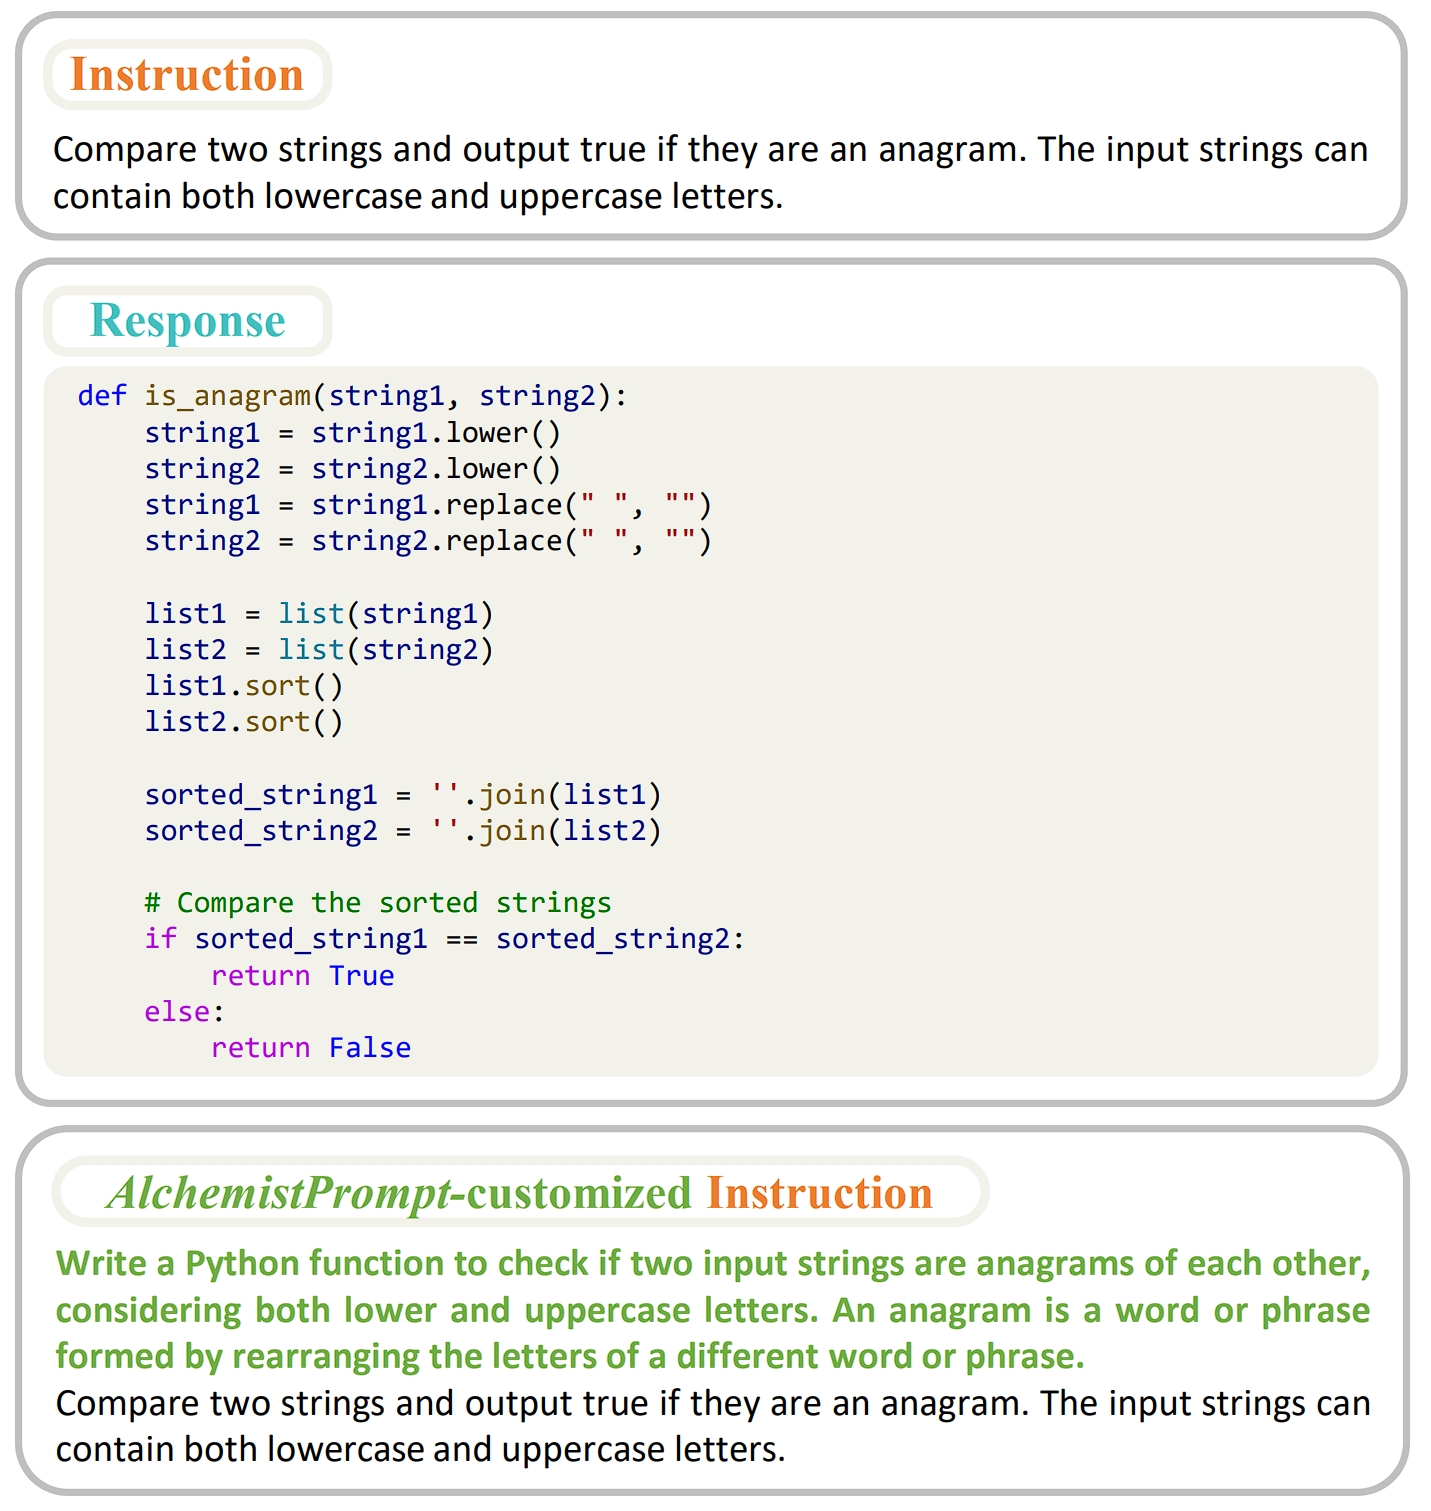 Instruction
Compare two strings and output true if they are an anagram. The input strings can
contain both lowercase and uppercase letters.
Response
def is_anagram(string1, string2):
    string1 = string1.lower()
    string2 = string2.lower()
    string1 = string1.replace(" ", "")
    string2 = string2.replace(" ", "")
    list1 = list(string1)
    list2 = list(string2)
    list1.sort()
    list2.sort()
    sorted_string1 = ''.join(list1)
    sorted_string2 = ''.join(list2)
    # Compare the sorted strings
    if sorted_string1 == sorted_string2:
        return True
    else:
        return False
AlchemistPrompt-customized Instruction
Write a Python function to check if two input strings are anagrams of each other,
considering both lower and uppercase letters. An anagram is a word or phrase
formed by rearranging the letters of a different word or phrase.
Compare two strings and output true if they are an anagram. The input strings can
contain both lowercase and uppercase letters.